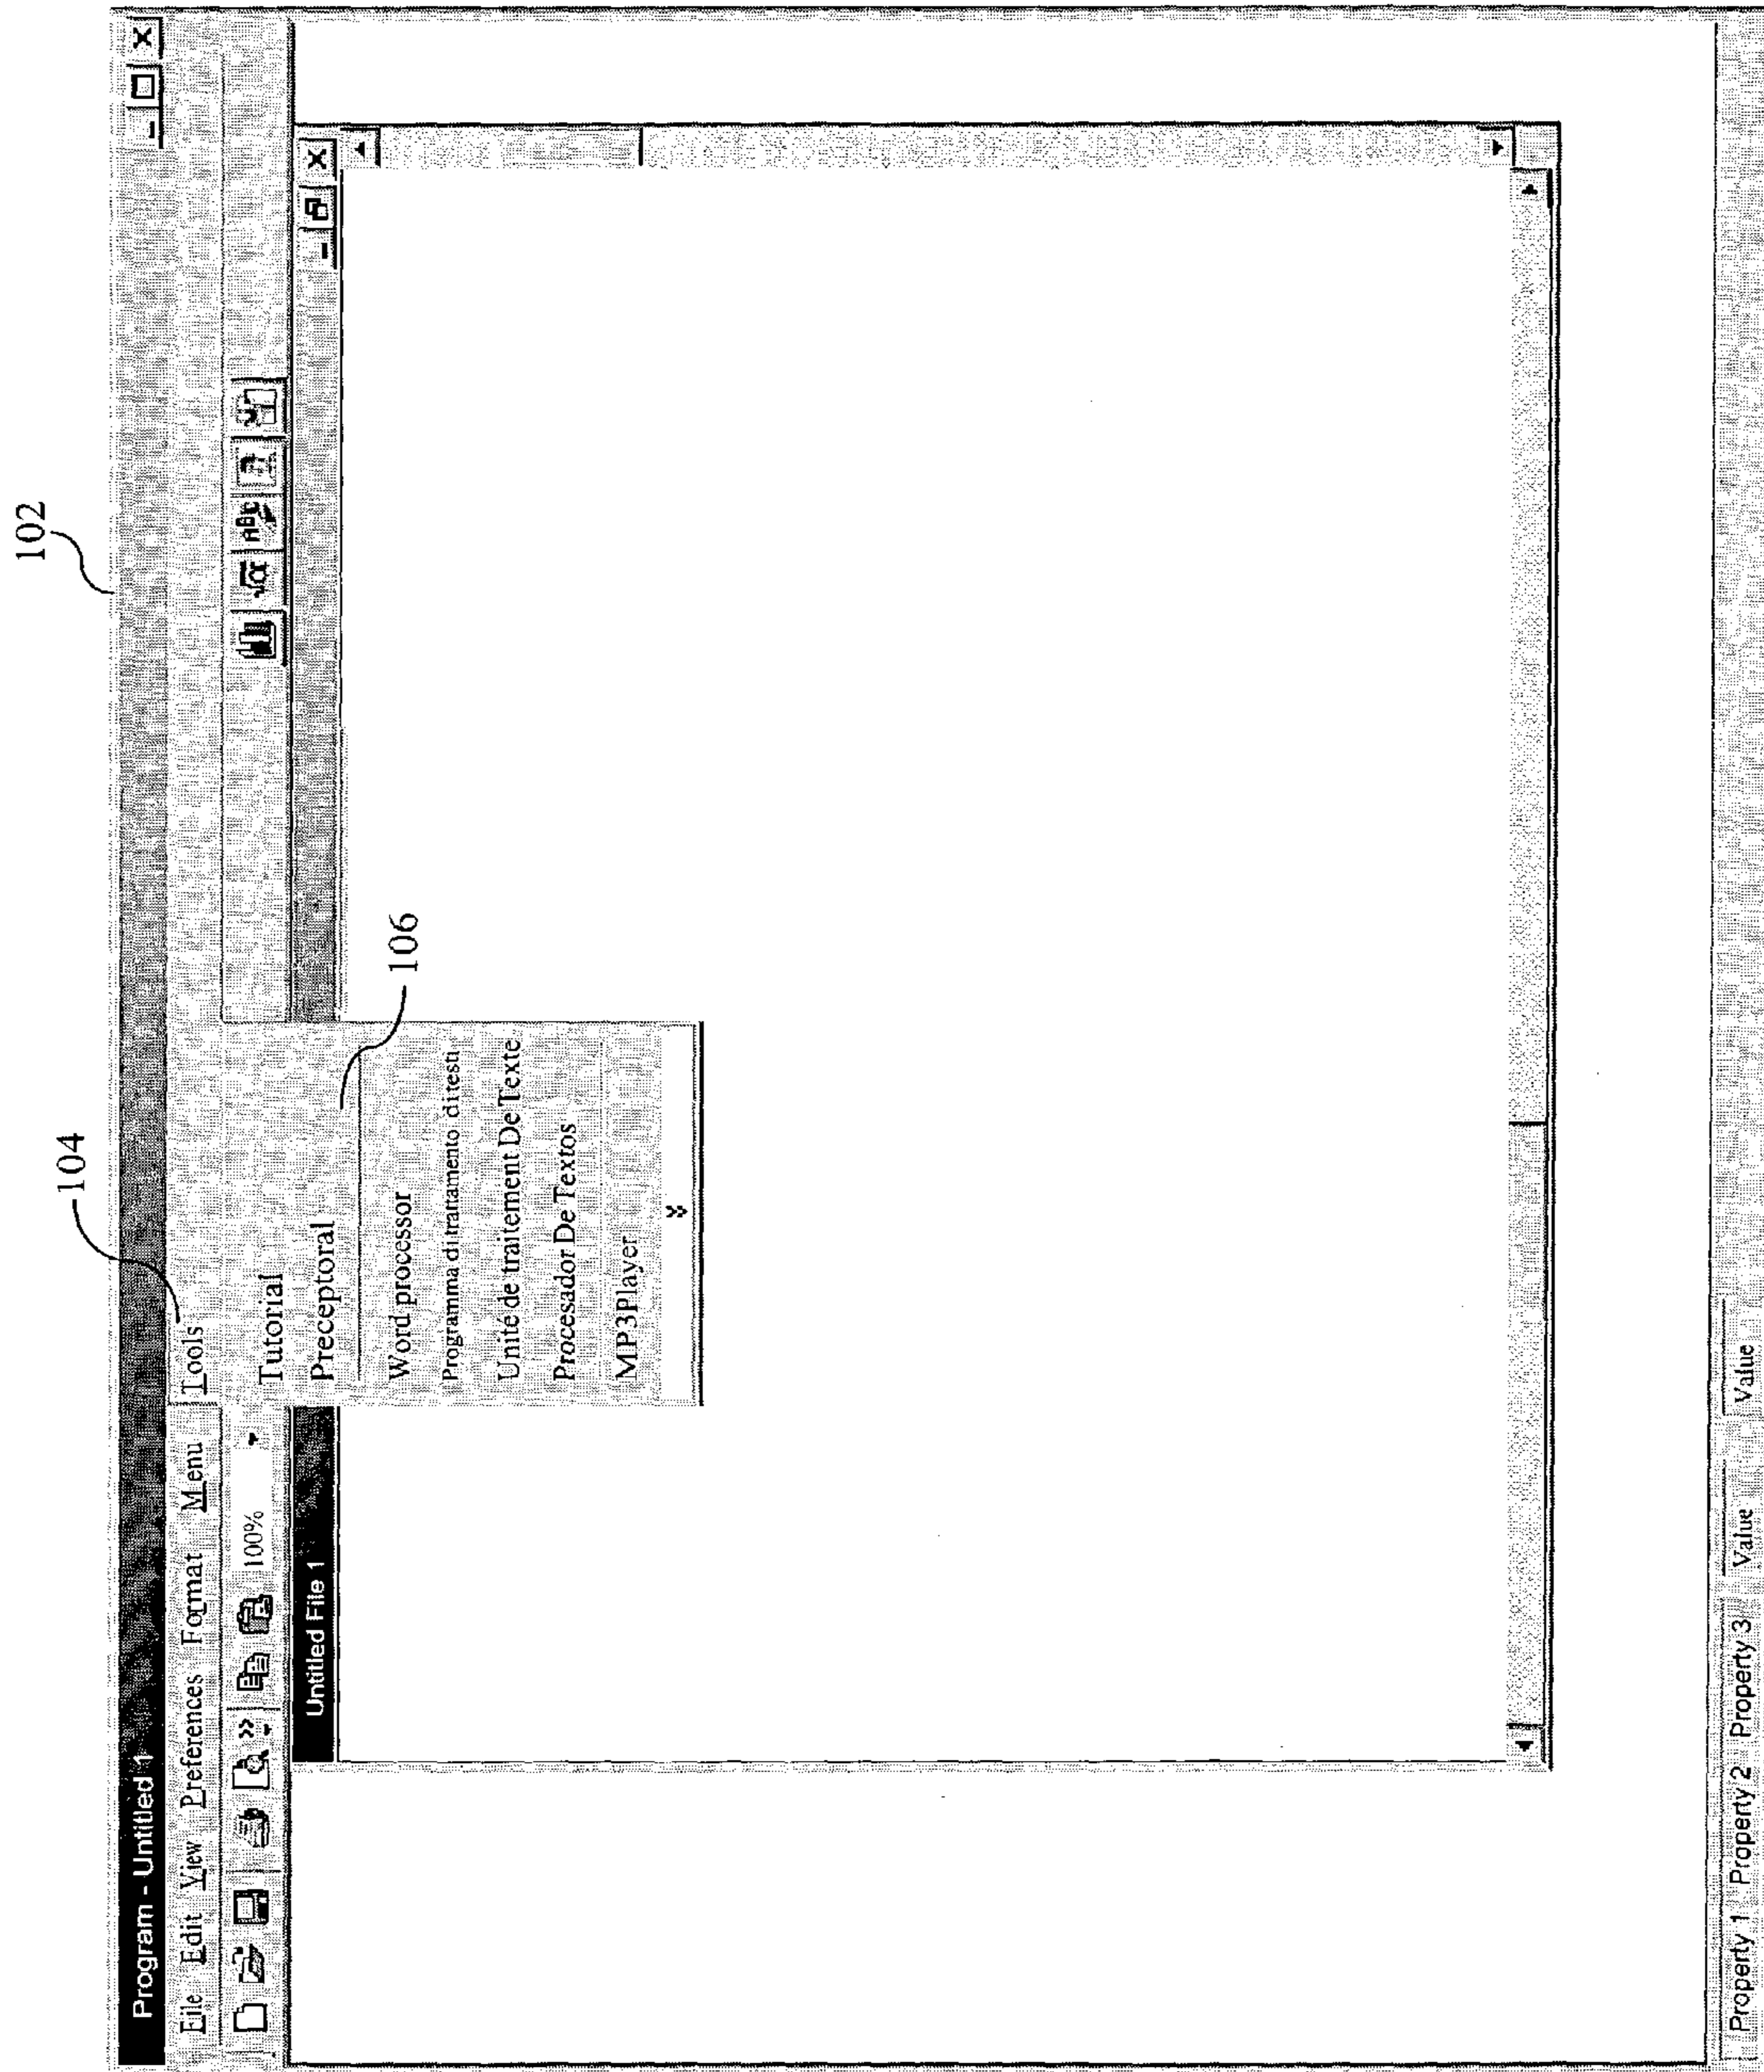 102
104
Program - Untitled 1
File Edit View Preferences Format Menu Tools
100%
√α ABC
Untitled File 1
Tutorial
Preceptoral
106
Word processor
Programma di trattamento di testi
Unité de traitement De Texte
Procesador De Textos
MP3Player
Property 1 Property 2 Property 3 Value Value